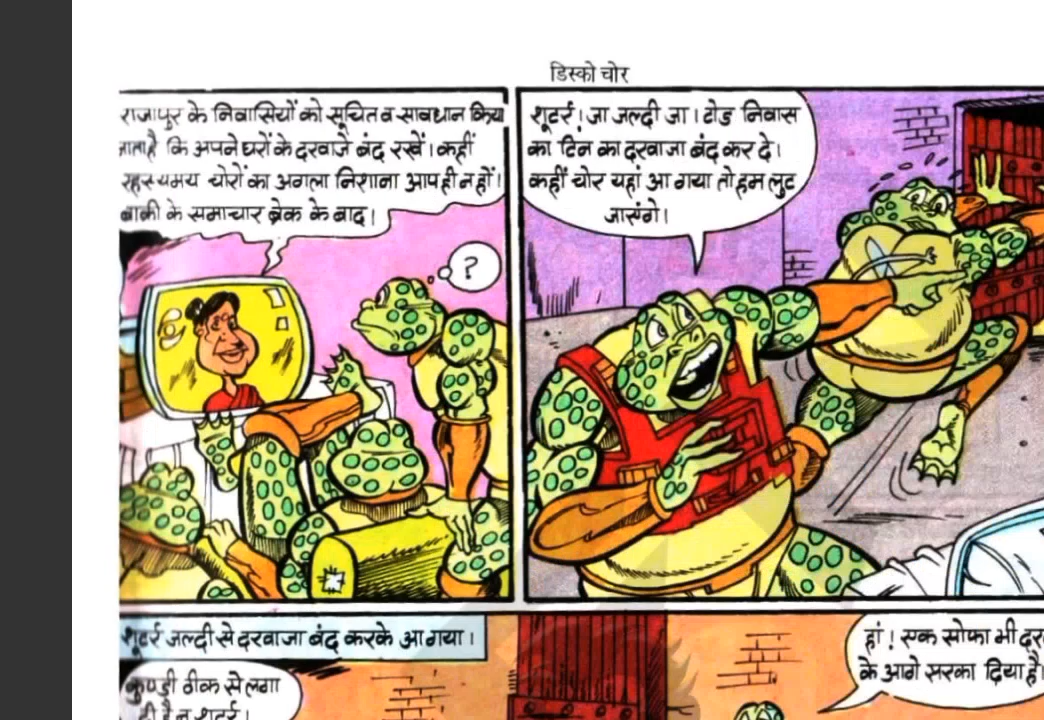 डिस्को चोर
राजापुर के निवासियों को सूचित व सावधान किया
जाता है कि अपने घरों के दरवाजे बंद रखें। कहीं
रहस्यमय चोरों का अगला निशाना आप ही न हों।
बाकी के समाचार ब्रेक के बाद।
?
शूटर्र! जा जल्दी जा। टोड निवास
का टिन का दरवाजा बंद कर दे।
कहीं चोर यहां आ गया तो हम लुट
जाएंगे।
शूटर्र जल्दी से दरवाजा बंद करके आ गया।
कुण्डी ठीक से लगा
दी है न शूटर्र।
हां! एक सोफा भी
के आगे सरका दिया है